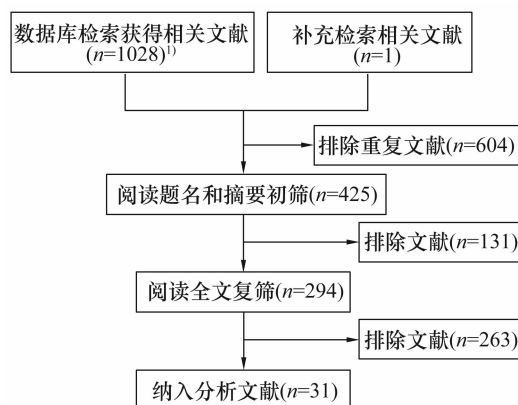 数据库检索获得相关文献
(n=1028)¹⁾
补充检索相关文献
(n=1)
排除重复文献(n=604)
阅读题名和摘要初筛(n=425)
排除文献(n=131)
阅读全文复筛(n=294)
排除文献(n=263)
纳入分析文献(n=31)